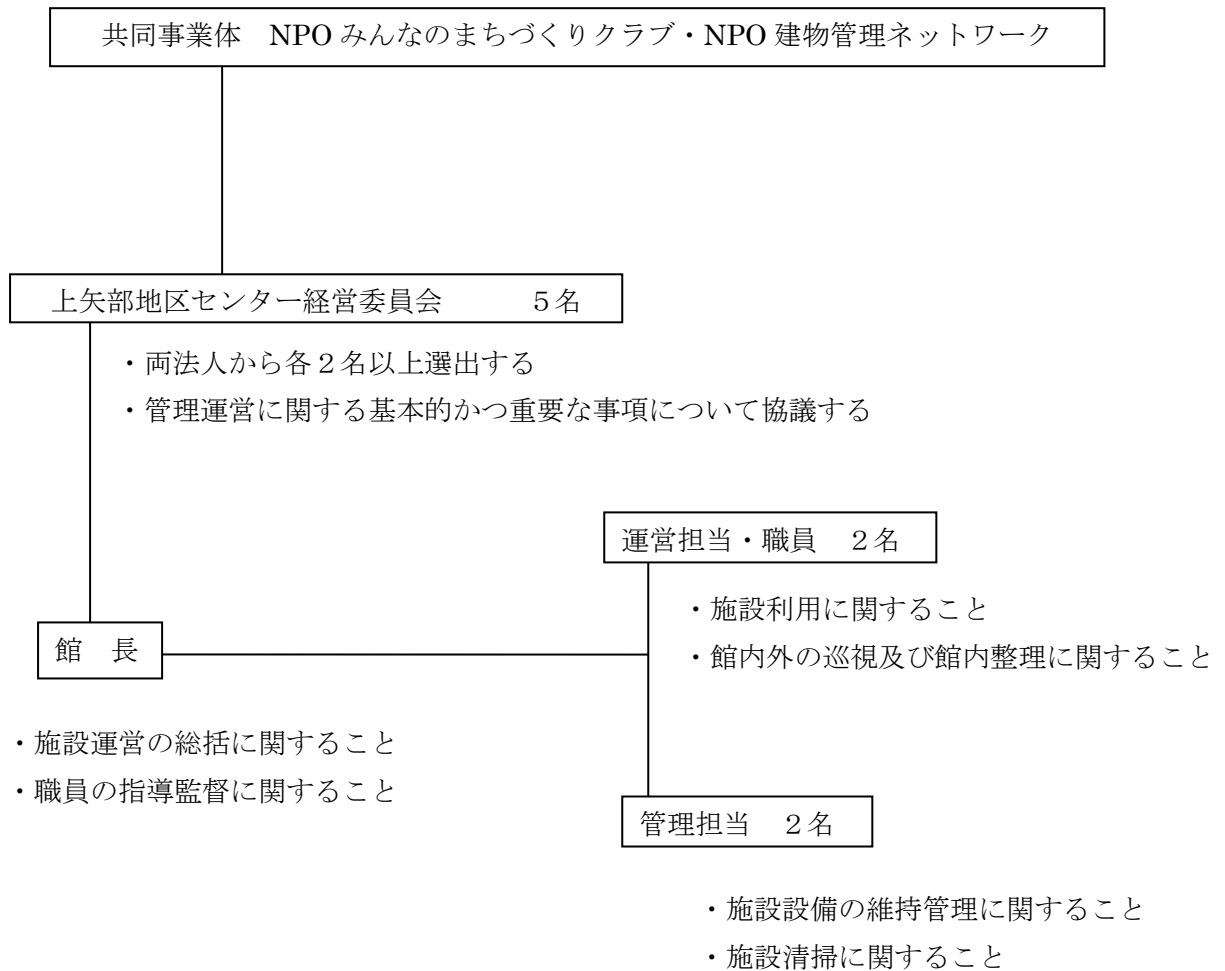 共同事業体　NPO みんなのまちづくりクラブ・NPO 建物管理ネットワーク
上矢部地区センター経営委員会　　　５名
・両法人から各２名以上選出する
・管理運営に関する基本的かつ重要な事項について協議する
運営担当・職員　２名
・施設利用に関すること
・館内外の巡視及び館内整理に関すること
館　長
・施設運営の総括に関すること
・職員の指導監督に関すること
管理担当　２名
・施設設備の維持管理に関すること
・施設清掃に関すること